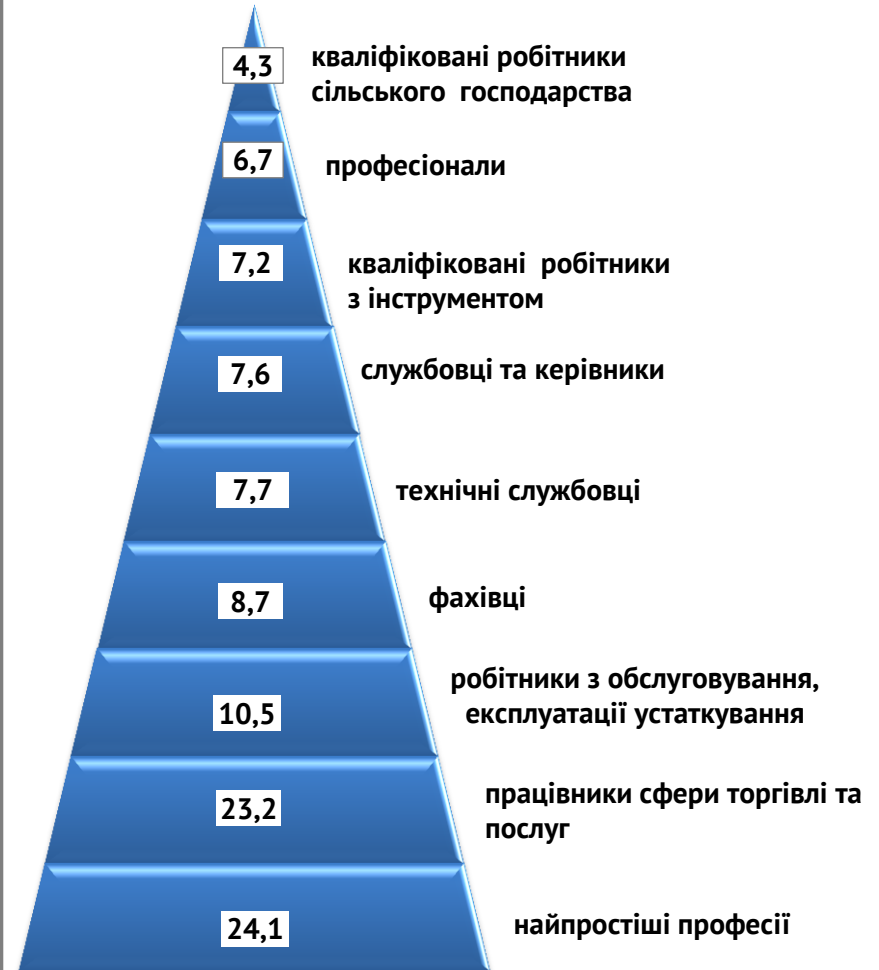 4,3
кваліфіковані робітники
сільського господарства
6,7
професіонали
7,2
кваліфіковані робітники
з інструментом
7,6
службовці та керівники
7,7
технічні службовці
8,7
фахівці
10,5
робітники з обслуговування,
експлуатації устаткування
23,2
працівники сфери торгівлі та
послуг
24,1
найпростіші професії